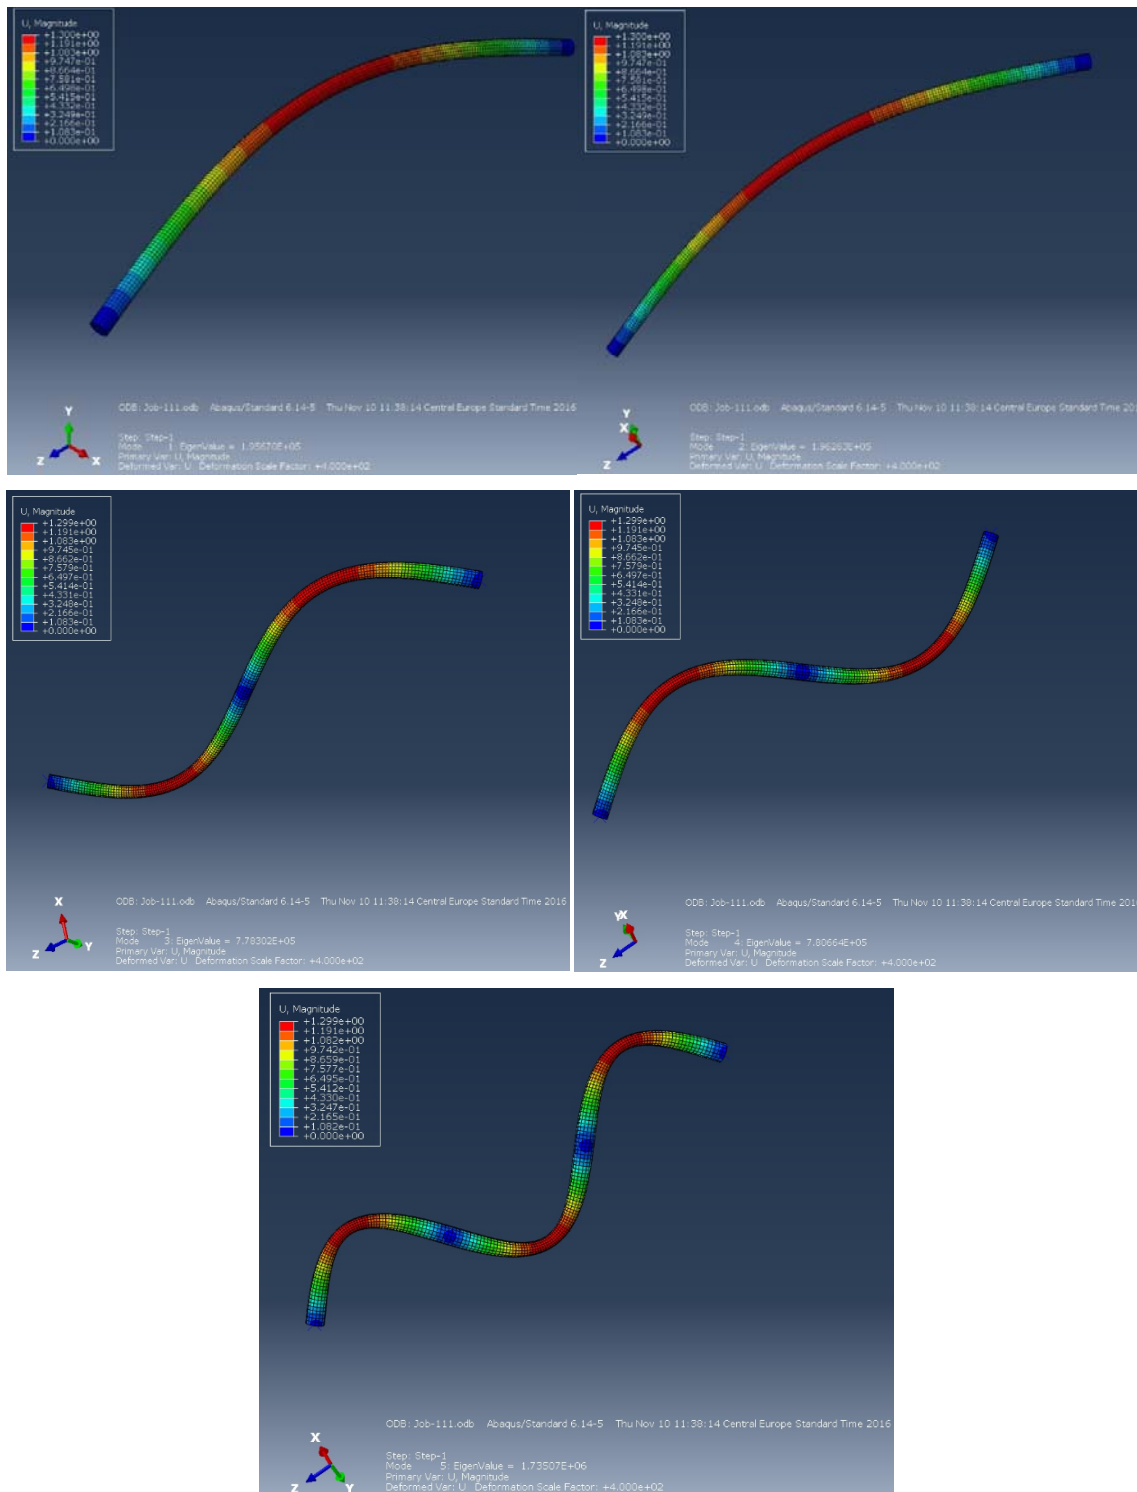 U, Magnitude
+1.300e+00
+1.191e+00
+1.083e+00
+9.747e-01
+8.664e-01
+7.581e-01
+6.498e-01
+5.415e-01
+4.332e-01
+3.249e-01
+2.166e-01
+1.083e-01
+0.000e+00
Y
Z
X
ODB: Job-111.odb Abaqus/Standard 6.14-5 Thu Nov 10 11:38:14 Central Europe Standard Time 2016
Step: Step-1
Mode 1: EigenValue = 1.95670E+05
Primary Var: U, Magnitude
Deformed Var: U Deformation Scale Factor: +4.000e+02
U, Magnitude
+1.300e+00
+1.191e+00
+1.083e+00
+9.747e-01
+8.664e-01
+7.581e-01
+6.498e-01
+5.415e-01
+4.332e-01
+3.249e-01
+2.166e-01
+1.083e-01
+0.000e+00
Y
X
Z
ODB: Job-111.odb Abaqus/Standard 6.14-5 Thu Nov 10 11:38:14 Central Europe Standard Time 201
Step: Step-1
Mode 2: EigenValue = 1.96263E+05
Primary Var: U, Magnitude
Deformed Var: U Deformation Scale Factor: +4.000e+02
U, Magnitude
+1.299e+00
+1.191e+00
+1.083e+00
+9.745e-01
+8.662e-01
+7.579e-01
+6.497e-01
+5.414e-01
+4.331e-01
+3.248e-01
+2.166e-01
+1.083e-01
+0.000e+00
X
Z
Y
ODB: Job-111.odb Abaqus/Standard 6.14-5 Thu Nov 10 11:38:14 Central Europe Standard Time 2016
Step: Step-1
Mode 3: EigenValue = 7.78302E+05
Primary Var: U, Magnitude
Deformed Var: U Deformation Scale Factor: +4.000e+02
U, Magnitude
+1.299e+00
+1.191e+00
+1.083e+00
+9.745e-01
+8.662e-01
+7.579e-01
+6.497e-01
+5.414e-01
+4.331e-01
+3.248e-01
+2.166e-01
+1.083e-01
+0.000e+00
Y
X
Z
ODB: Job-111.odb Abaqus/Standard 6.14-5 Thu Nov 10 11:38:14 Central Europe Standard Time 201
Step: Step-1
Mode 4: EigenValue = 7.80664E+05
Primary Var: U, Magnitude
Deformed Var: U Deformation Scale Factor: +4.000e+02
U, Magnitude
+1.299e+00
+1.191e+00
+1.082e+00
+9.742e-01
+8.659e-01
+7.577e-01
+6.495e-01
+5.412e-01
+4.330e-01
+3.247e-01
+2.165e-01
+1.082e-01
+0.000e+00
X
Z
Y
ODB: Job-111.odb Abaqus/Standard 6.14-5 Thu Nov 10 11:38:14 Central Europe Standard Time 2016
Step: Step-1
Mode 5: EigenValue = 1.73507E+06
Primary Var: U, Magnitude
Deformed Var: U Deformation Scale Factor: +4.000e+02